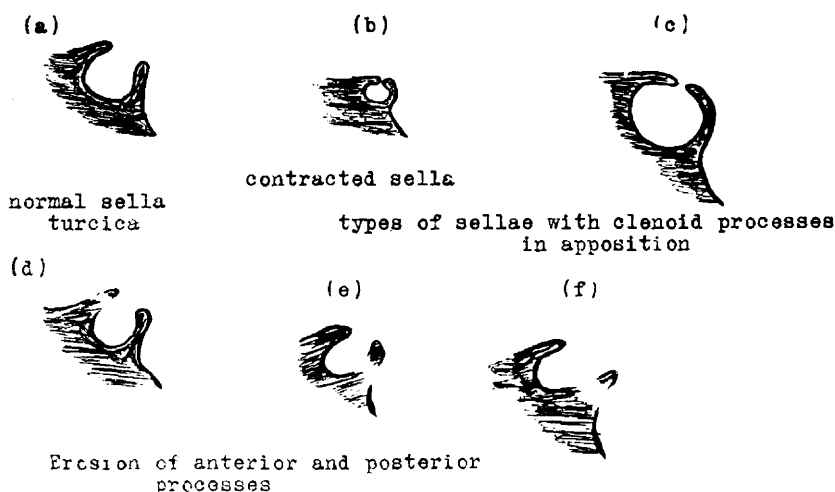 (a)
(b)
(c)
normal sella
turcica
contracted sella
types of sellae with clenoid processes
in apposition
(d)
(e)
(f)
Erosion of anterior and posterior
processes